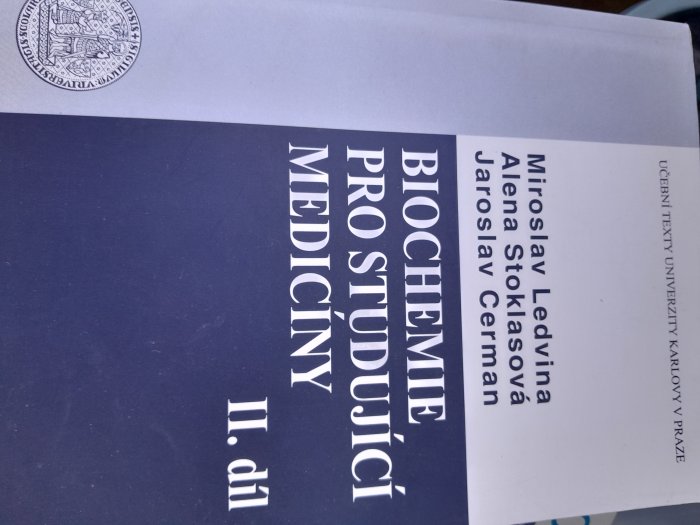 UČEBNÍ TEXTY UNIVERZITY KARLOVY V PRAZE
Miroslav Ledvina
Alena Stoklasová
Jaroslav Cerman
BIOCHEMIE
PRO STUDUJÍCÍ
MEDICÍNY
II. díl